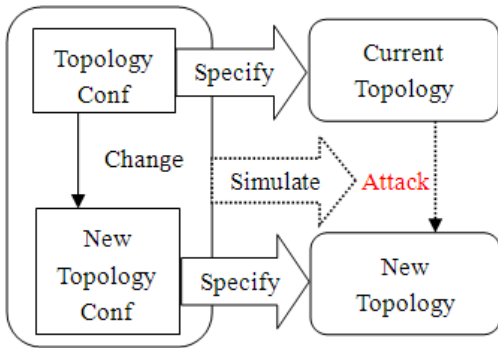 Topology
Conf
Specify
Current
Topology
Change
Simulate
Attack
New
Topology
Conf
Specify
New
Topology